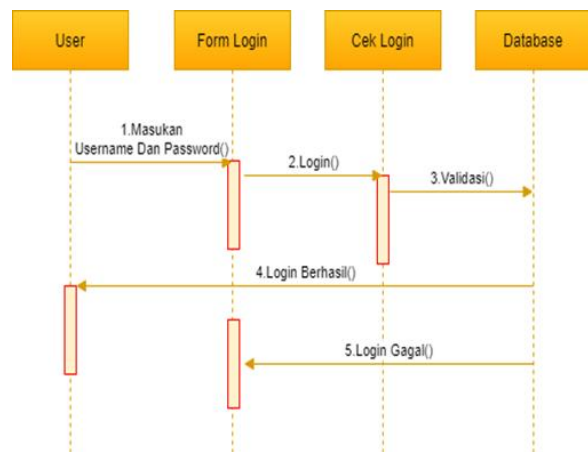 User
Form Login
Cek Login
Database
1.Masukan
Username Dan Password()
2.Login()
3.Validasi()
4.Login Berhasil()
5.Login Gagal()